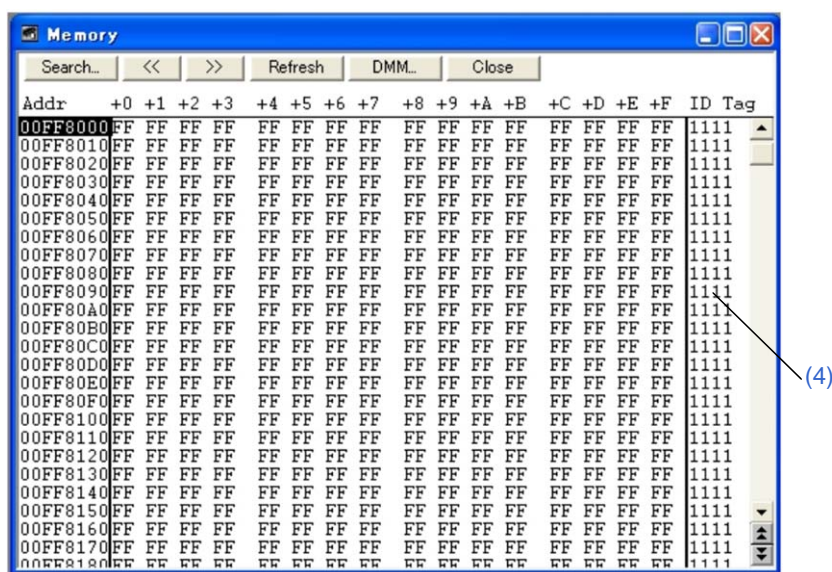 Memory
Search... << >> Refresh DMM... Close
Addr +0 +1 +2 +3 +4 +5 +6 +7 +8 +9 +A +B +C +D +E +F ID Tag
00FF8000 FF FF FF FF FF FF FF FF FF FF FF FF FF FF FF FF 1111
00FF8010 FF FF FF FF FF FF FF FF FF FF FF FF FF FF FF FF 1111
00FF8020 FF FF FF FF FF FF FF FF FF FF FF FF FF FF FF FF 1111
00FF8030 FF FF FF FF FF FF FF FF FF FF FF FF FF FF FF FF 1111
00FF8040 FF FF FF FF FF FF FF FF FF FF FF FF FF FF FF FF 1111
00FF8050 FF FF FF FF FF FF FF FF FF FF FF FF FF FF FF FF 1111
00FF8060 FF FF FF FF FF FF FF FF FF FF FF FF FF FF FF FF 1111
00FF8070 FF FF FF FF FF FF FF FF FF FF FF FF FF FF FF FF 1111
00FF8080 FF FF FF FF FF FF FF FF FF FF FF FF FF FF FF FF 1111
00FF8090 FF FF FF FF FF FF FF FF FF FF FF FF FF FF FF FF 1111
00FF80A0 FF FF FF FF FF FF FF FF FF FF FF FF FF FF FF FF 1111
00FF80B0 FF FF FF FF FF FF FF FF FF FF FF FF FF FF FF FF 1111
00FF80C0 FF FF FF FF FF FF FF FF FF FF FF FF FF FF FF FF 1111
00FF80D0 FF FF FF FF FF FF FF FF FF FF FF FF FF FF FF FF 1111
(4)
00FF80E0 FF FF FF FF FF FF FF FF FF FF FF FF FF FF FF FF 1111
00FF80F0 FF FF FF FF FF FF FF FF FF FF FF FF FF FF FF FF 1111
00FF8100 FF FF FF FF FF FF FF FF FF FF FF FF FF FF FF FF 1111
00FF8110 FF FF FF FF FF FF FF FF FF FF FF FF FF FF FF FF 1111
00FF8120 FF FF FF FF FF FF FF FF FF FF FF FF FF FF FF FF 1111
00FF8130 FF FF FF FF FF FF FF FF FF FF FF FF FF FF FF FF 1111
00FF8140 FF FF FF FF FF FF FF FF FF FF FF FF FF FF FF FF 1111
00FF8150 FF FF FF FF FF FF FF FF FF FF FF FF FF FF FF FF 1111
00FF8160 FF FF FF FF FF FF FF FF FF FF FF FF FF FF FF FF 1111
00FF8170 FF FF FF FF FF FF FF FF FF FF FF FF FF FF FF FF 1111
00FF8180 FF FF FF FF FF FF FF FF FF FF FF FF FF FF FF FF 1111